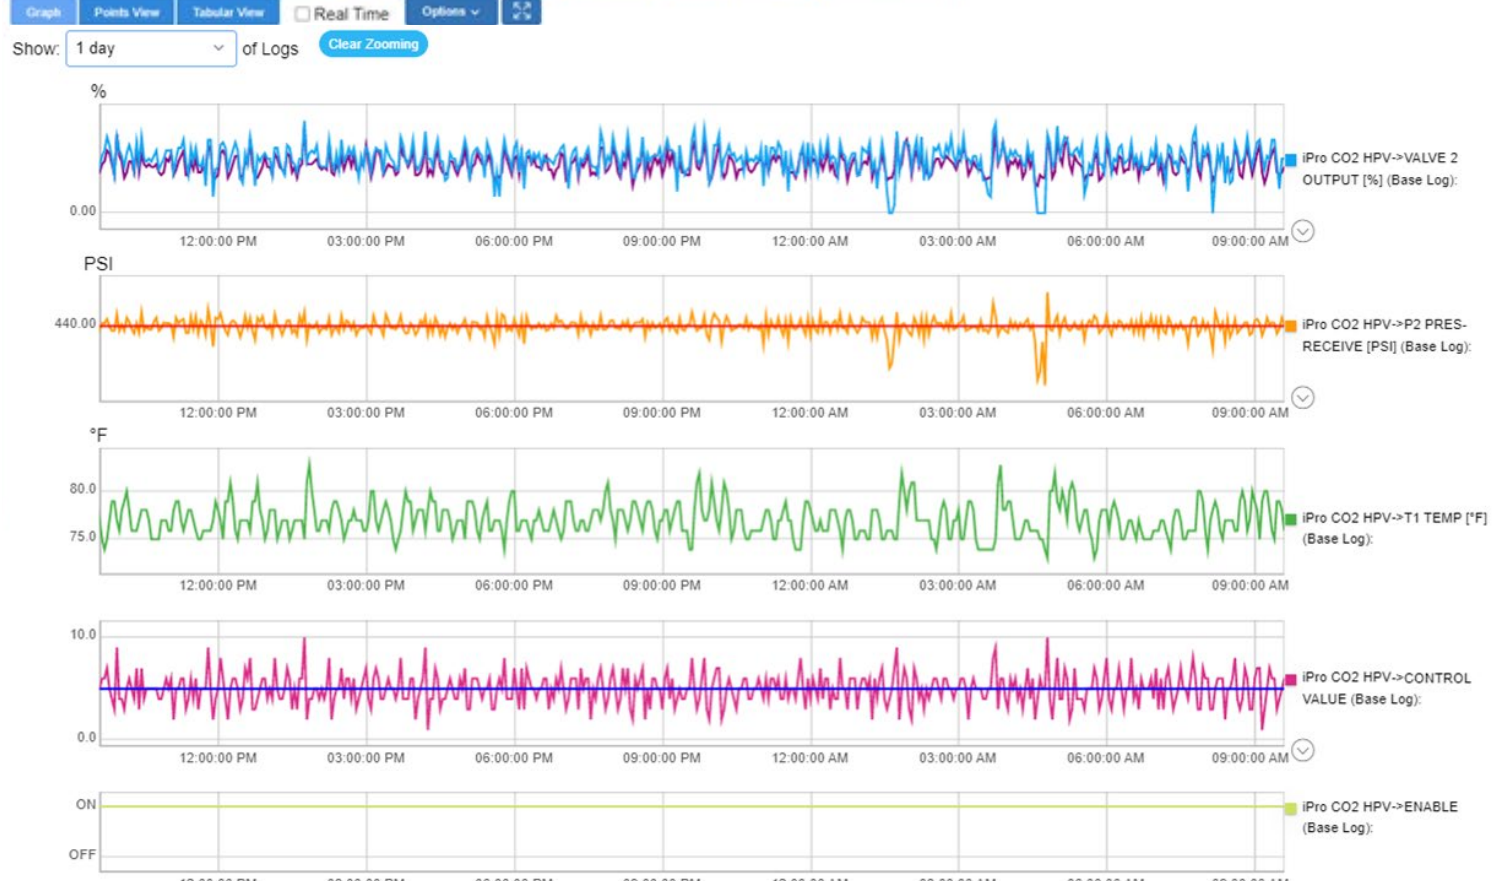 Graph Points View Tabular View Real Time Options
Show: 1 day of Logs Clear Zooming
%
iPro CO2 HPV->VALVE 2
OUTPUT [%] (Base Log):
0.00
12:00:00 PM 03:00:00 PM 06:00:00 PM 09:00:00 PM 12:00:00 AM 03:00:00 AM 06:00:00 AM 09:00:00 AM
PSI
440.00
iPro CO2 HPV->P2 PRES-
RECEIVE [PSI] (Base Log):
12:00:00 PM 03:00:00 PM 06:00:00 PM 09:00:00 PM 12:00:00 AM 03:00:00 AM 06:00:00 AM 09:00:00 AM
°F
80.0
iPro CO2 HPV->T1 TEMP [°F]
(Base Log):
75.0
12:00:00 PM 03:00:00 PM 06:00:00 PM 09:00:00 PM 12:00:00 AM 03:00:00 AM 06:00:00 AM 09:00:00 AM
10.0
iPro CO2 HPV->CONTROL
VALUE (Base Log):
0.0
12:00:00 PM 03:00:00 PM 06:00:00 PM 09:00:00 PM 12:00:00 AM 03:00:00 AM 06:00:00 AM 09:00:00 AM
ON
iPro CO2 HPV->ENABLE
(Base Log):
OFF